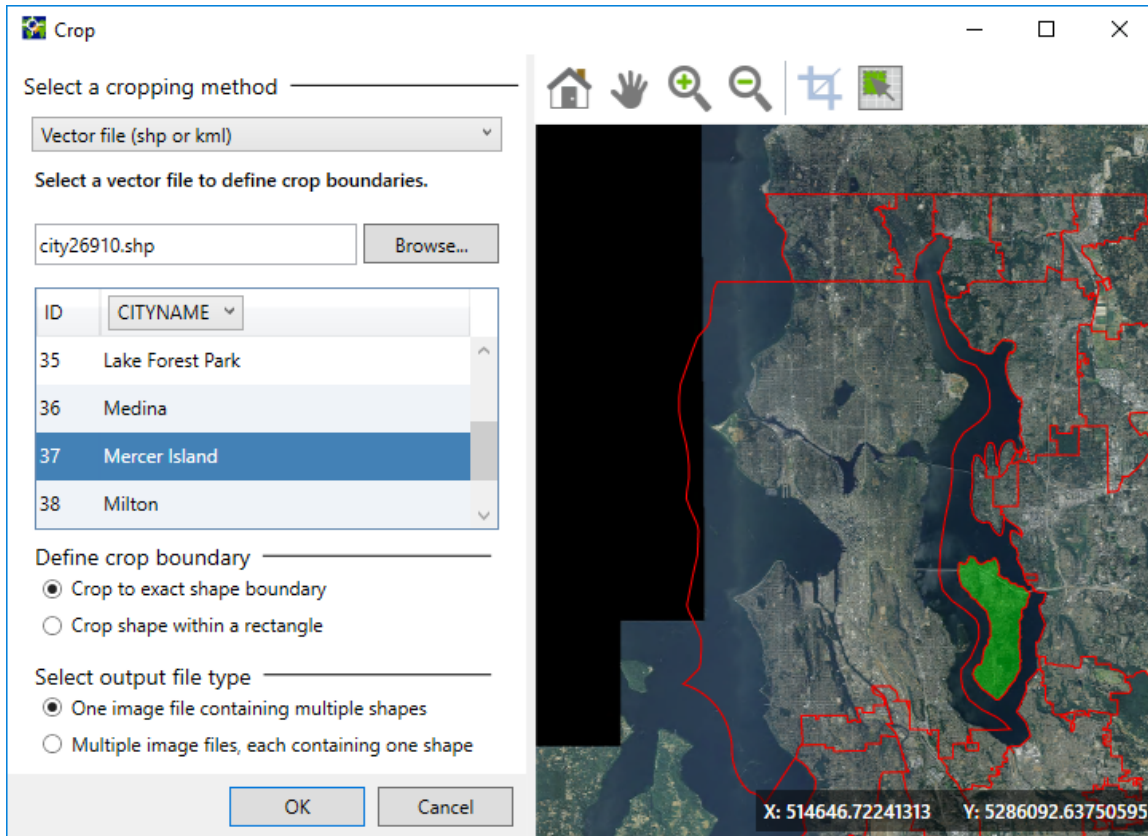 Crop
Select a cropping method
Vector file (shp or kml)
Select a vector file to define crop boundaries.
city26910.shp
Browse...
ID CITYNAME
35 Lake Forest Park
36 Medina
37 Mercer Island
38 Milton
Define crop boundary
Crop to exact shape boundary
Crop shape within a rectangle
Select output file type
One image file containing multiple shapes
Multiple image files, each containing one shape
OK
Cancel
X: 514646.72241313 Y: 5286092.63750595